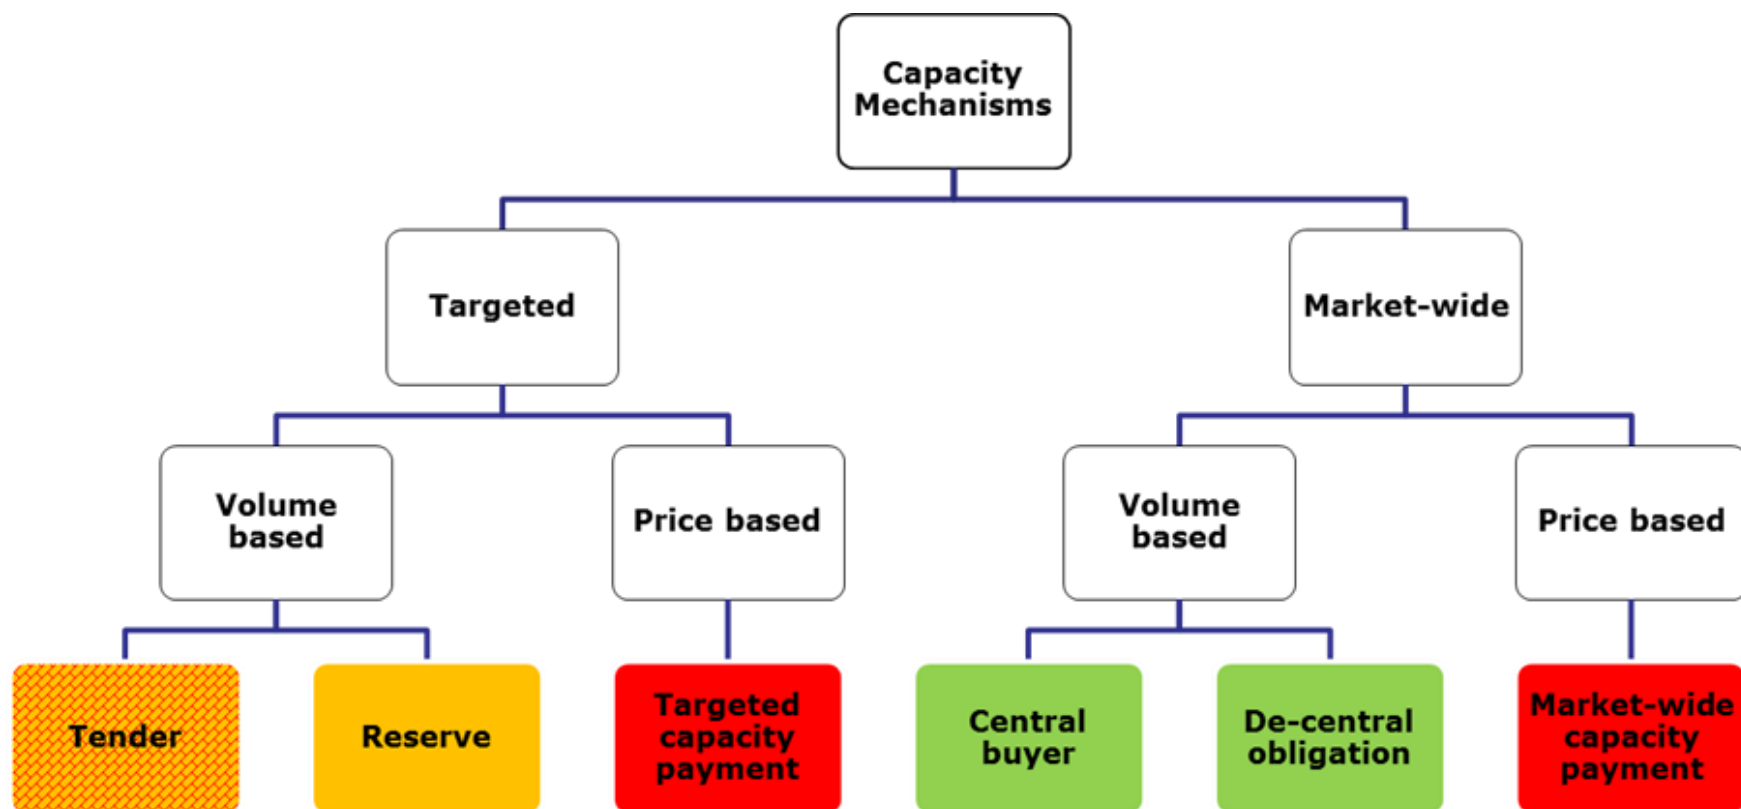 Capacity
Mechanisms
Targeted
Market-wide
Volume
based
Price based
Volume
based
Price based
Tender
Reserve
Targeted
capacity
payment
Central
buyer
De-central
obligation
Market-wide
capacity
payment